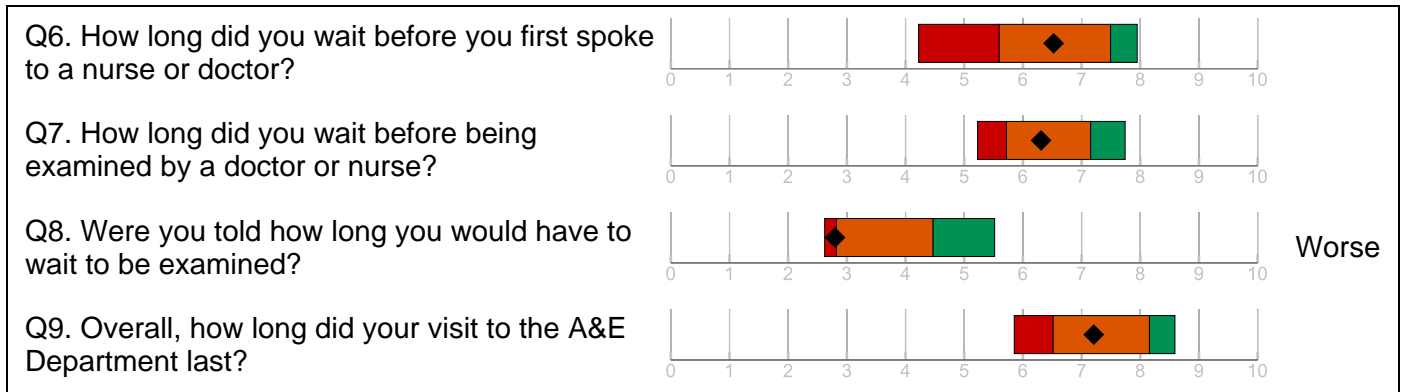 Q6. How long did you wait before you first spoke
to a nurse or doctor?
0 1 2 3 4 5 6 7 8 9 10
Q7. How long did you wait before being
examined by a doctor or nurse?
0 1 2 3 4 5 6 7 8 9 10
Q8. Were you told how long you would have to
wait to be examined?
0 1 2 3 4 5 6 7 8 9 10
Worse
Q9. Overall, how long did your visit to the A&E
Department last?
0 1 2 3 4 5 6 7 8 9 10